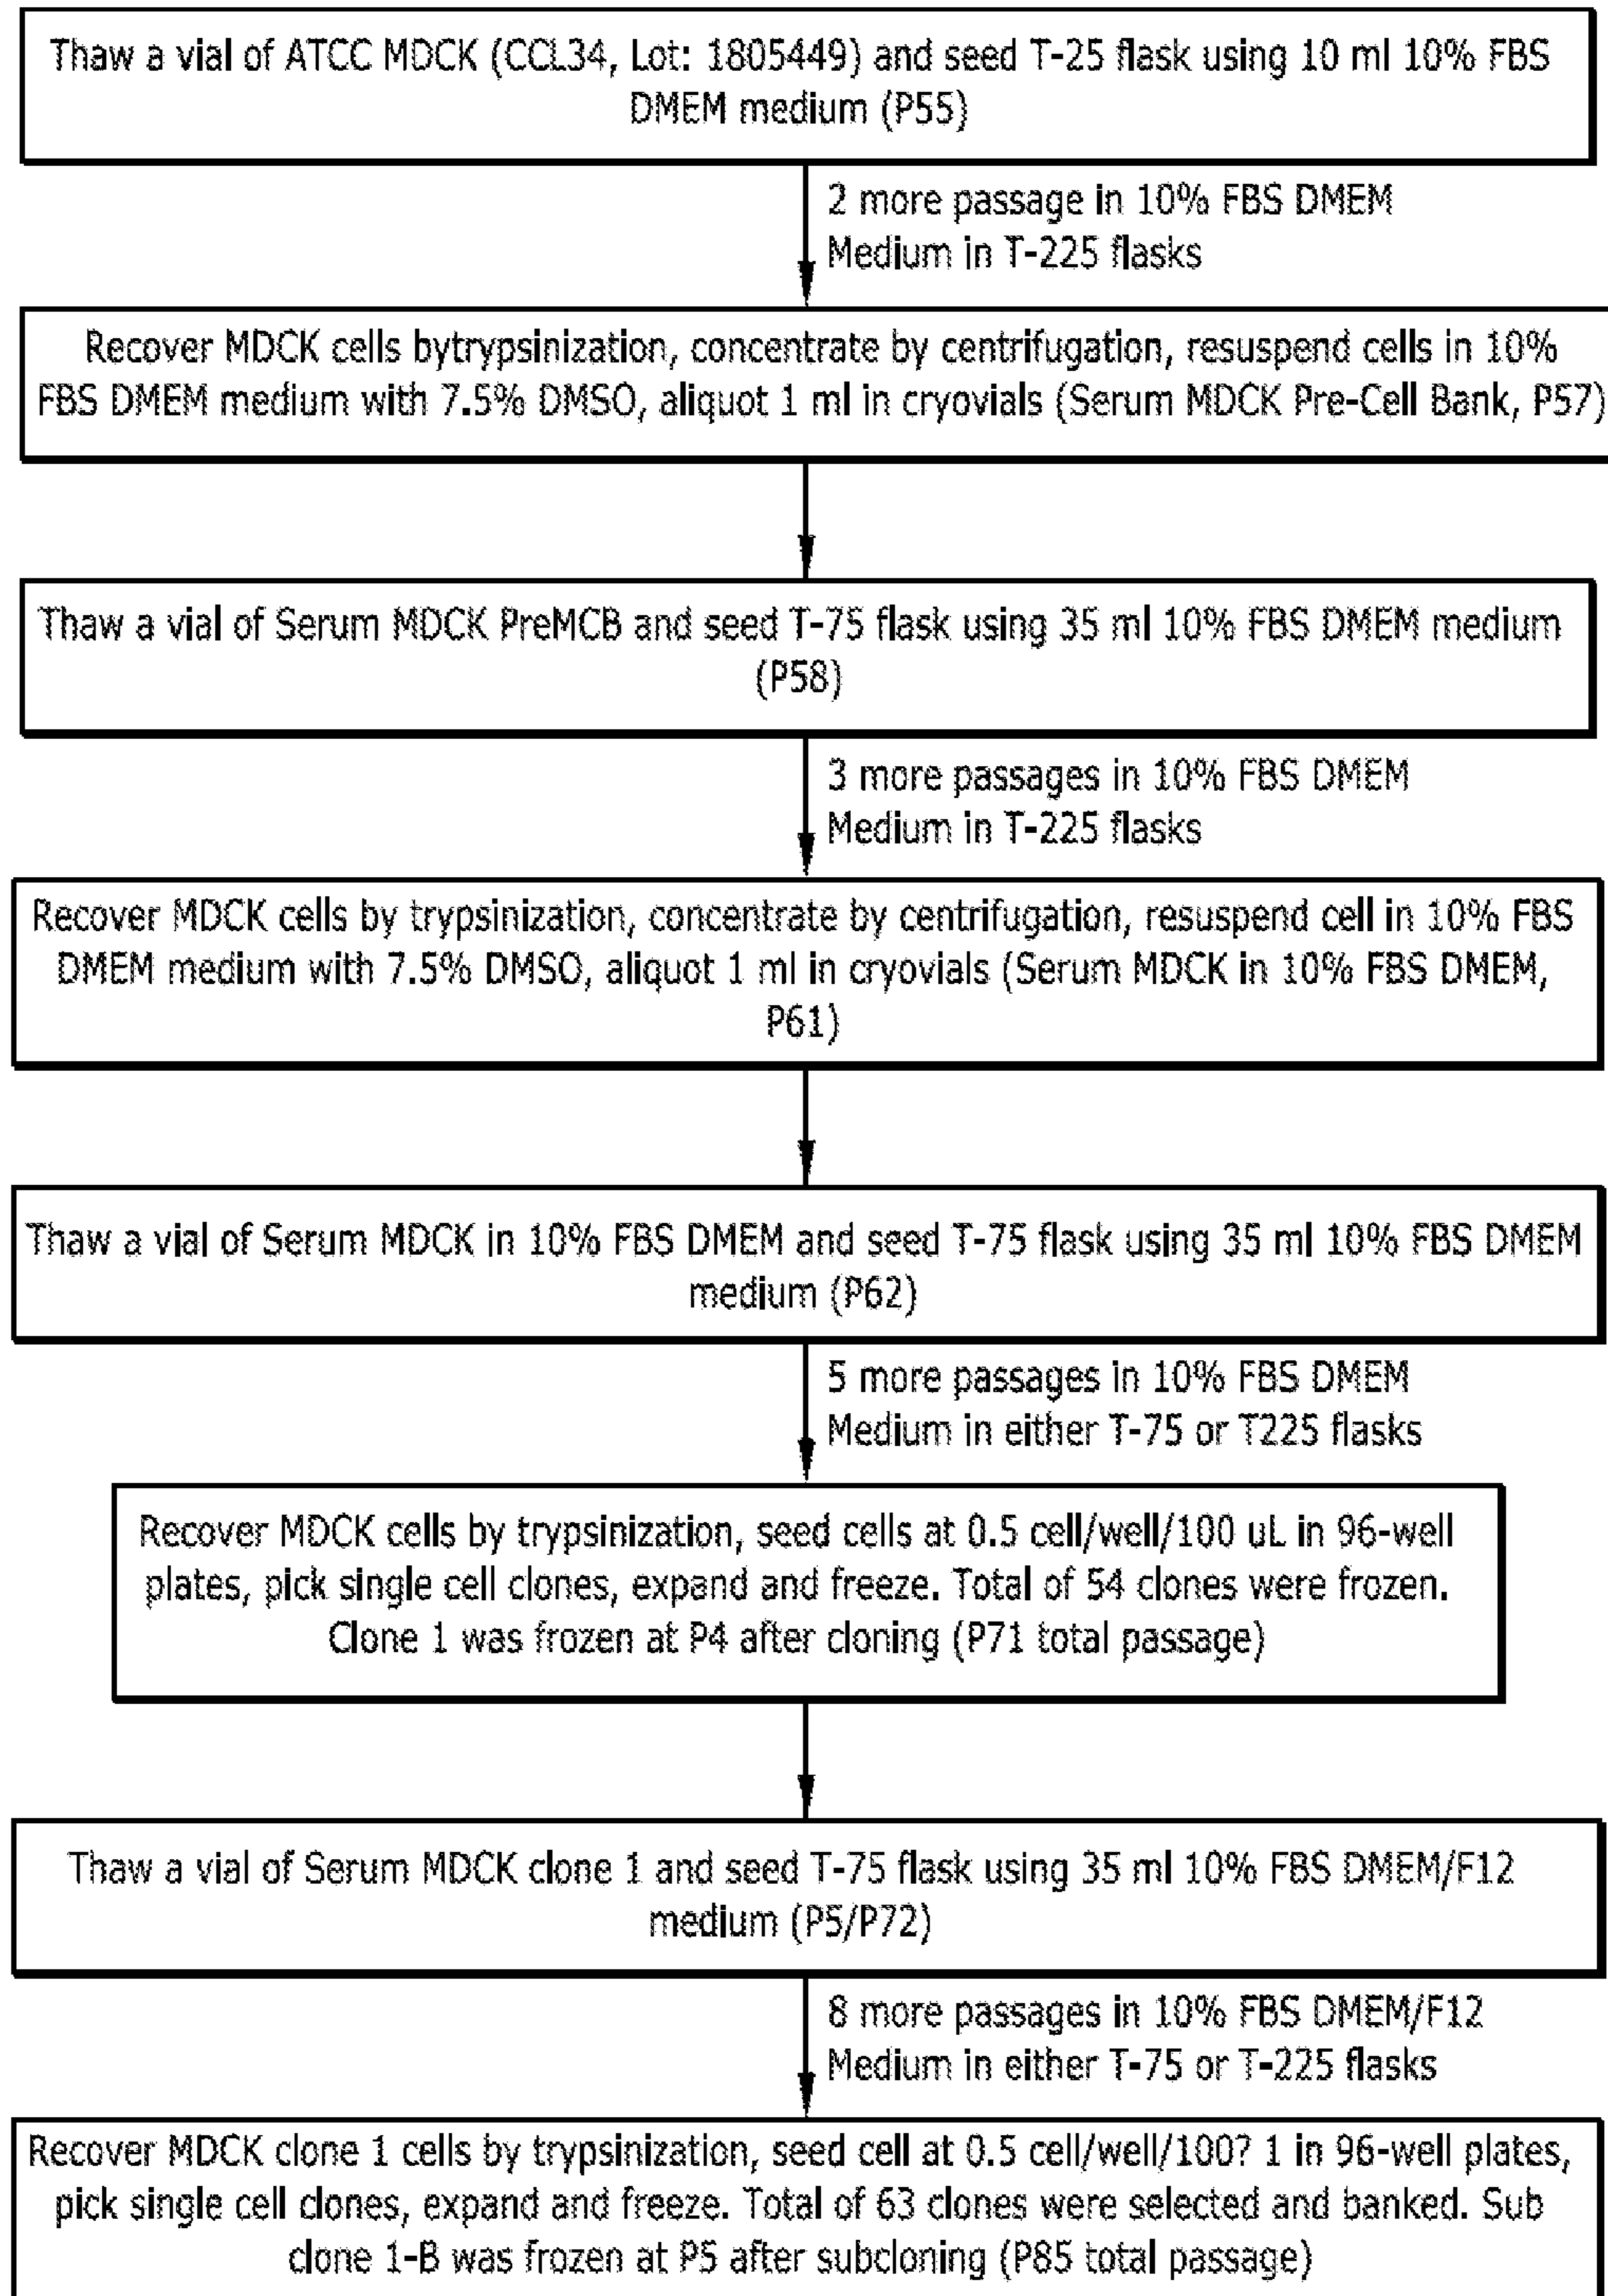 Thaw a vial of ATCC MDCK (CCL34, Lot: 1805449) and seed T-25 flask using 10 ml 10% FBS
DMEM medium (P55)
2 more passage in 10% FBS DMEM
Medium in T-225 flasks
Recover MDCK cells bytrypsinization, concentrate by centrifugation, resuspend cells in 10%
FBS DMEM medium with 7.5% DMSO, aliquot 1 ml in cryovials (Serum MDCK Pre-Cell Bank, P57)
Thaw a vial of Serum MDCK PreMCB and seed T-75 flask using 35 ml 10% FBS DMEM medium
(P58)
3 more passages in 10% FBS DMEM
Medium in T-225 flasks
Recover MDCK cells by trypsinization, concentrate by centrifugation, resuspend cell in 10% FBS
DMEM medium with 7.5% DMSO, aliquot 1 ml in cryovials (Serum MDCK in 10% FBS DMEM,
P61)
Thaw a vial of Serum MDCK in 10% FBS DMEM and seed T-75 flask using 35 ml 10% FBS DMEM
medium (P62)
5 more passages in 10% FBS DMEM
Medium in either T-75 or T225 flasks
Recover MDCK cells by trypsinization, seed cells at 0.5 cell/well/100 uL in 96-well
plates, pick single cell clones, expand and freeze. Total of 54 clones were frozen.
Clone 1 was frozen at P4 after cloning (P71 total passage)
Thaw a vial of Serum MDCK clone 1 and seed T-75 flask using 35 ml 10% FBS DMEM/F12
medium (P5/P72)
8 more passages in 10% FBS DMEM/F12
Medium in either T-75 or T-225 flasks
Recover MDCK clone 1 cells by trypsinization, seed cell at 0.5 cell/well/100? 1 in 96-well plates,
pick single cell clones, expand and freeze. Total of 63 clones were selected and banked. Sub
clone 1-B was frozen at P5 after subcloning (P85 total passage)